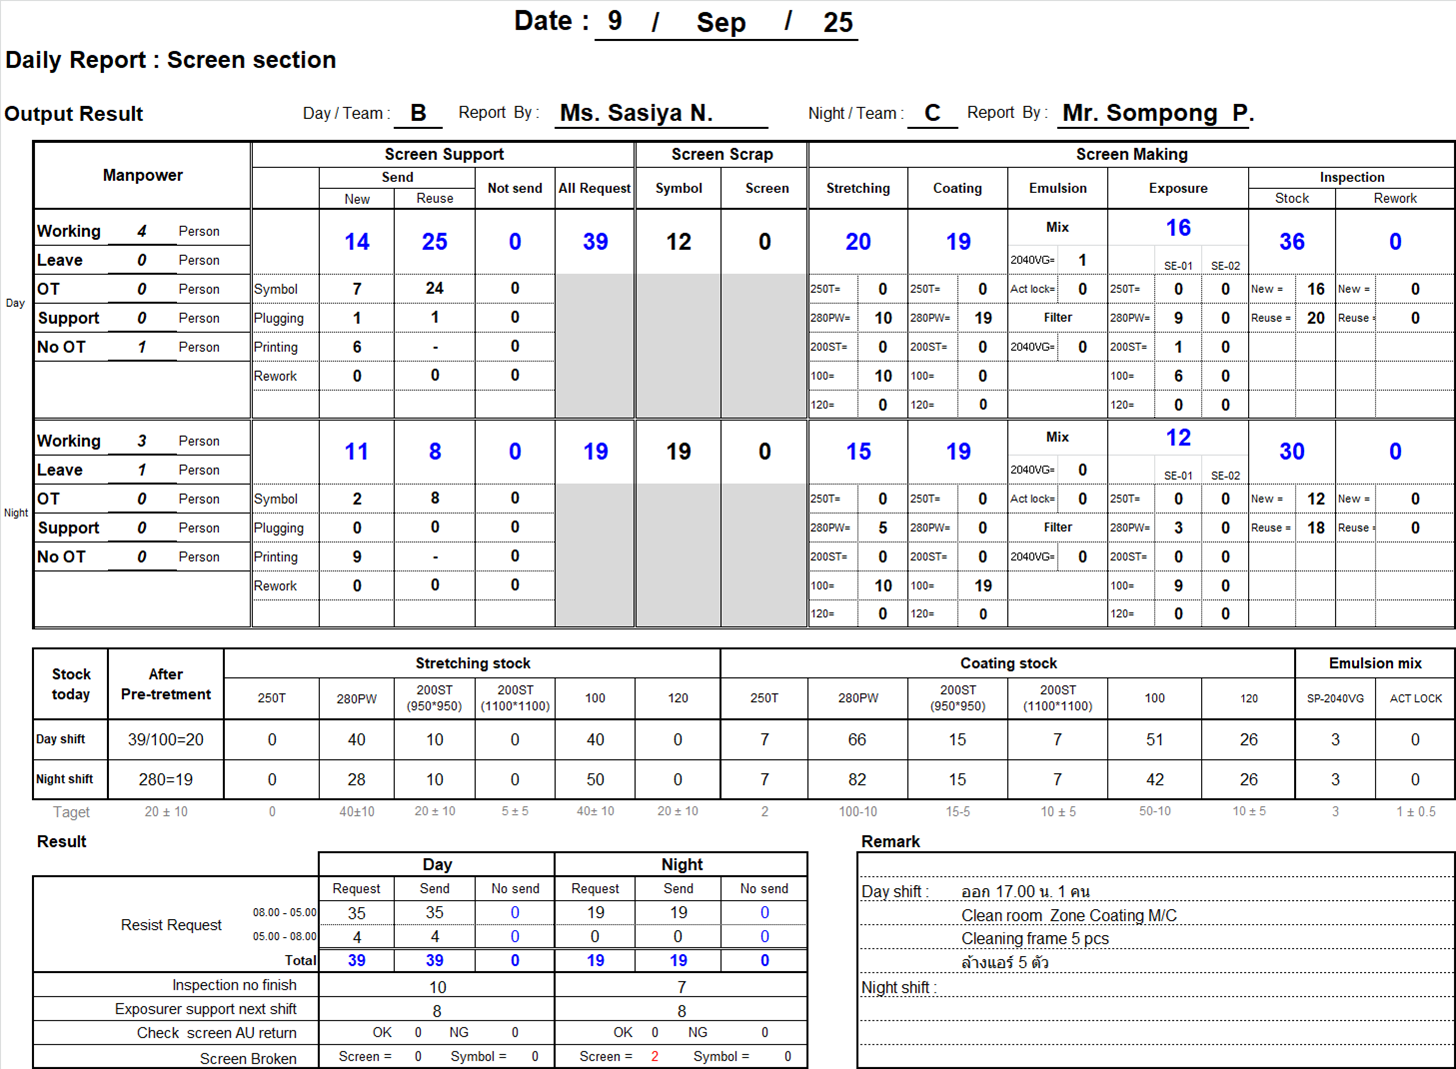 Date : 9 / Sep / 25
Daily Report : Screen section
Output Result Day / Team : B Report By : Ms. Sasiya N. Night / Team : C Report By : Mr. Sompong P.
Manpower Screen Support Screen Scrap Screen Making
Send Not send All Request Symbol Screen Stretching Coating Emulsion Exposure Inspection
New Reuse Stock Rework
Day
Working 4 Person 14 25 0 39 12 0 20 19 Mix 16 36 0
Leave 0 Person 2040VG= 1 SE-01 SE-02
OT 0 Person Symbol 7 24 0 250T= 0 250T= 0 Act lock= 0 250T= 0 0 New = 16 New = 0
Support 0 Person Plugging 1 1 0 280PW= 10 280PW= 19 Filter 280PW= 9 0 Reuse = 20 Reuse = 0
No OT 1 Person Printing 6 - 0 200ST= 0 200ST= 0 2040VG= 0 200ST= 1 0
Rework 0 0 0 100= 10 100= 0 100= 6 0
120= 0 120= 0 120= 0 0
Night
Working 3 Person 11 8 0 19 19 0 15 19 Mix 12 30 0
Leave 1 Person 2040VG= 0 SE-01 SE-02
OT 0 Person Symbol 2 8 0 250T= 0 250T= 0 Act lock= 0 250T= 0 0 New = 12 New = 0
Support 0 Person Plugging 0 0 0 280PW= 5 280PW= 0 Filter 280PW= 3 0 Reuse = 18 Reuse = 0
No OT 0 Person Printing 9 - 0 200ST= 0 200ST= 0 2040VG= 0 200ST= 0 0
Rework 0 0 0 100= 10 100= 19 100= 9 0
120= 0 120= 0 120= 0 0
Stock today After Pre-tretment Stretching stock Coating stock Emulsion mix
250T 280PW 200ST (950*950) 200ST (1100*1100) 100 120 250T 280PW 200ST (950*950) 200ST (1100*1100) 100 120 SP-2040VG ACT LOCK
Day shift 39/100=20 0 40 10 0 40 0 7 66 15 7 51 26 3 0
Night shift 280=19 0 28 10 0 50 0 7 82 15 7 42 26 3 0
Taget 20 ± 10 0 40±10 20 ± 10 5 ± 5 40± 10 20 ± 10 2 100-10 15-5 10 ± 5 50-10 10 ± 5 3 1 ± 0.5
Result
Day Night
Request Send No send Request Send No send
Resist Request
08.00 - 05.00 35 35 0 19 19 0
05.00 - 08.00 4 4 0 0 0 0
Total 39 39 0 19 19 0
Inspection no finish 10 7
Exposurer support next shift 8 8
Check screen AU return OK 0 NG 0 OK 0 NG 0
Screen Broken Screen = 0 Symbol = 0 Screen = 2 Symbol = 0
Remark
Day shift : ออก 17.00 น. 1 คน
Clean room Zone Coating M/C
Cleaning frame 5 pcs
ล้างแอร์ 5 ตัว
Night shift :